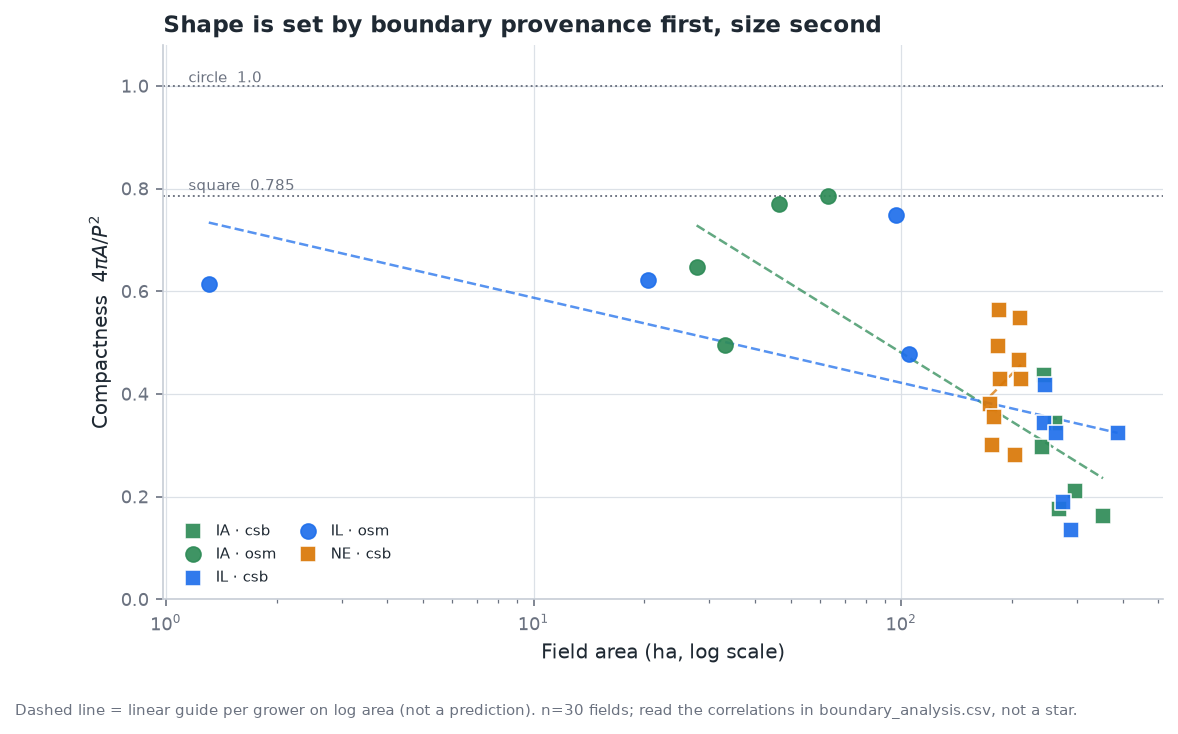 Shape is set by boundary provenance first, size second
circle 1.0
square 0.785
1.0
0.8
0.6
0.4
0.2
0.0
Compactness 4πA/P²
IA · csb
IA · osm
IL · csb
IL · osm
NE · csb
10⁰
10¹
10²
Field area (ha, log scale)
Dashed line = linear guide per grower on log area (not a prediction). n=30 fields; read the correlations in boundary_analysis.csv, not a star.